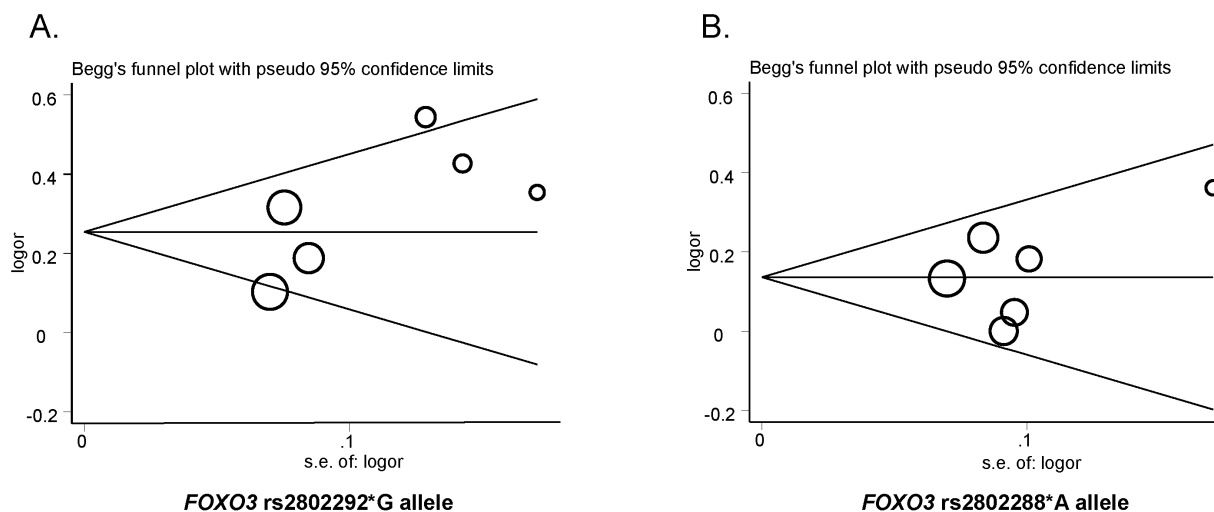 A.
Begg's funnel plot with pseudo 95% confidence limits
0.6
0.4
0.2
0
-0.2
logor
0
.1
s.e. of: logor
FOXO3 rs2802292*G allele
B.
Begg's funnel plot with pseudo 95% confidence limits
0.6
0.4
0.2
0
-0.2
logor
0
.1
s.e. of: logor
FOXO3 rs2802288*A allele